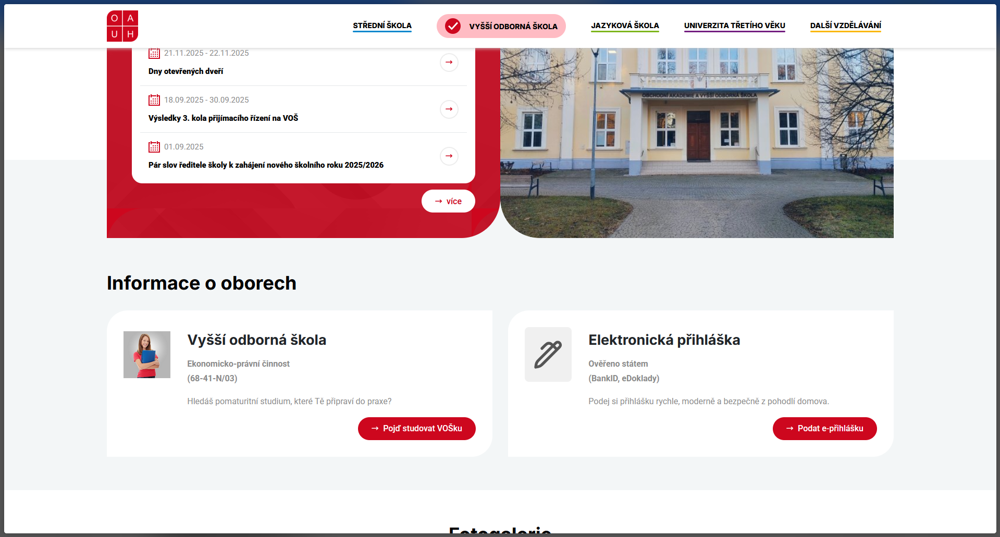 O A
U H
STŘEDNÍ ŠKOLA
VYŠŠÍ ODBORNÁ ŠKOLA
JAZYKOVÁ ŠKOLA
UNIVERZITA TŘETÍHO VĚKU
DALŠÍ VZDĚLÁVÁNÍ
21.11.2025 - 22.11.2025
Dny otevřených dveří
18.09.2025 - 30.09.2025
Výsledky 3. kola přijímacího řízení na VOŠ
01.09.2025
Pár slov ředitele školy k zahájení nového školního roku 2025/2026
→ více
OBCHODNÍ AKADEMIE A VYŠŠÍ ODBORNÁ ŠKOLA
Informace o oborech
Vyšší odborná škola
Ekonomicko-právní činnost
(68-41-N/03)
Hledáš pomaturitní studium, které Tě připraví do praxe?
→ Pojď studovat VOŠku
Elektronická přihláška
Ověřeno státem
(BankID, eDoklady)
Podej si přihlášku rychle, moderně a bezpečně z pohodlí domova.
→ Podat e-přihlášku
Fotogalerie